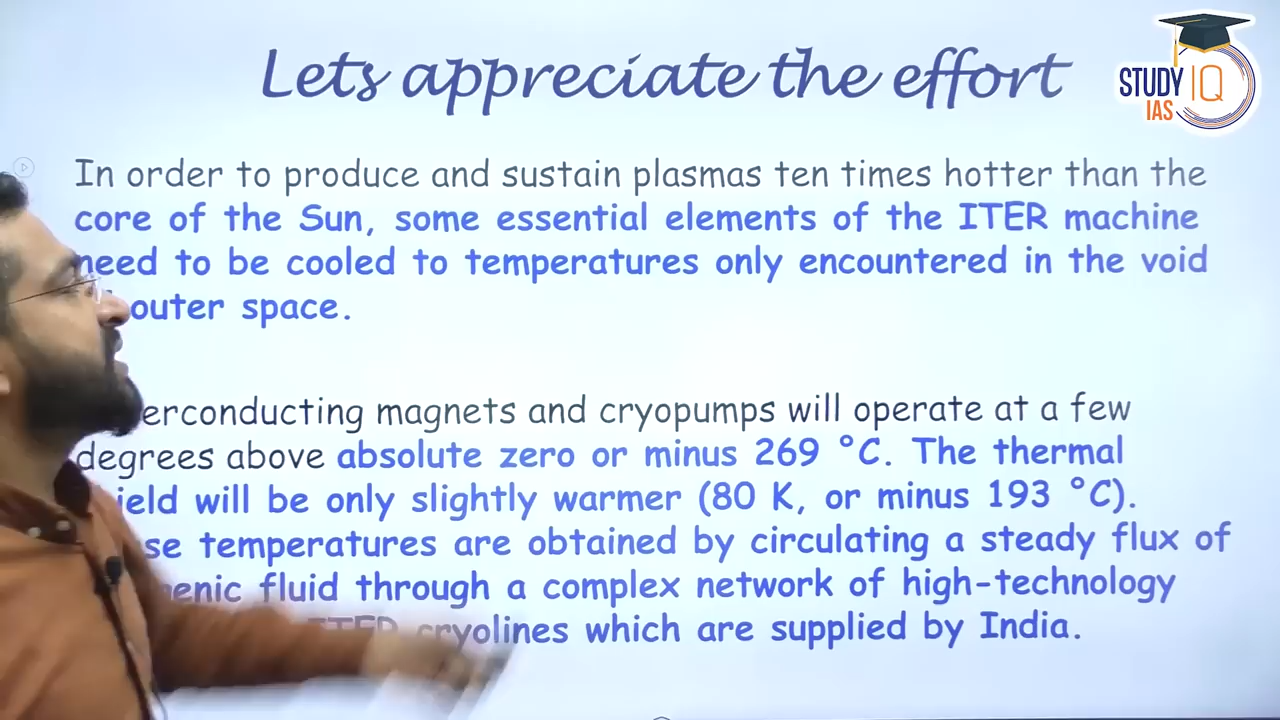 Lets appreciate the effort
STUDY IQ
IAS
In order to produce and sustain plasmas ten times hotter than the
core of the Sun, some essential elements of the ITER machine
need to be cooled to temperatures only encountered in the void
outer space.
erconducting magnets and cryopumps will operate at a few
degrees above absolute zero or minus 269 °C. The thermal
ield will be only slightly warmer (80 K, or minus 193 °C).
se temperatures are obtained by circulating a steady flux of
enic fluid through a complex network of high-technology
ITER cryolines which are supplied by India.